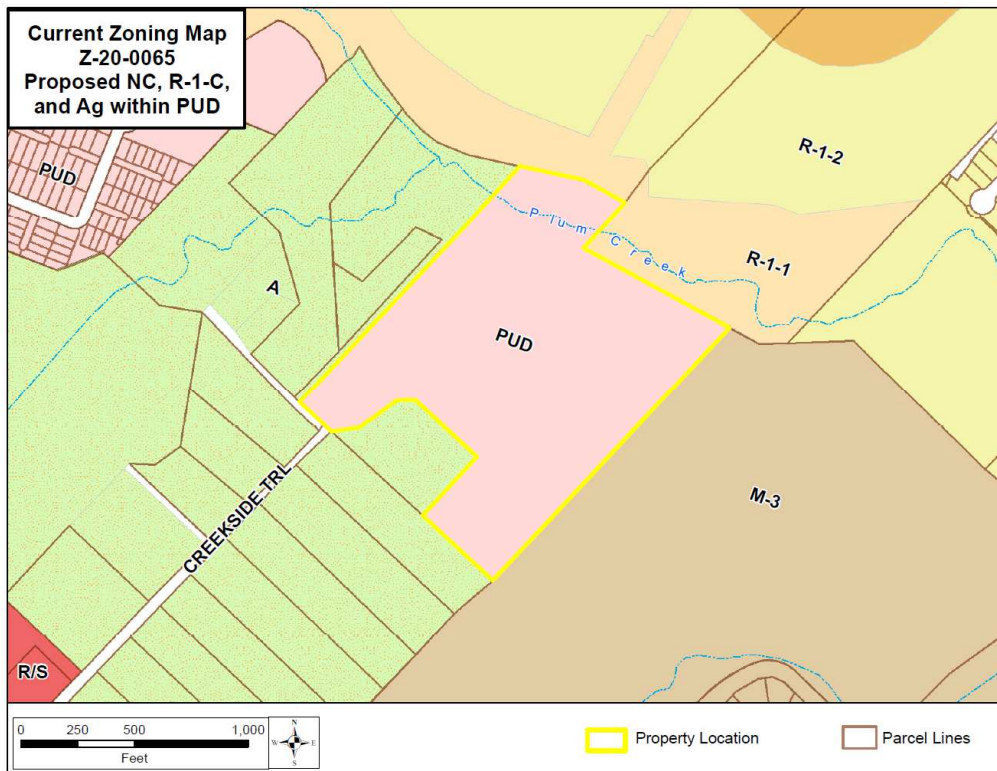 Current Zoning Map
Z-20-0065
Proposed NC, R-1-C,
and Ag within PUD
PUD
R-1-2
Plum Creek
R-1-1
A
PUD
CREEKSIDE TRL
M-3
R/S
0 250 500 1,000
Feet
N
W E
S
Property Location
Parcel Lines